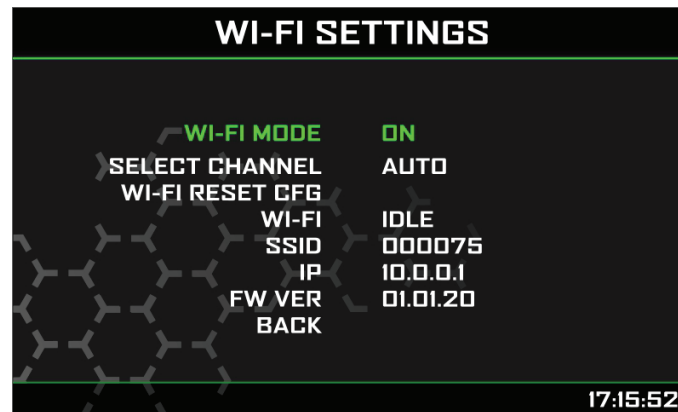 WI-FI SETTINGS
WI-FI MODE ON
SELECT CHANNEL AUTO
WI-FI RESET CFG
WI-FI IDLE
SSID 000075
IP 10.0.0.1
FW VER 01.01.20
BACK
17:15:52